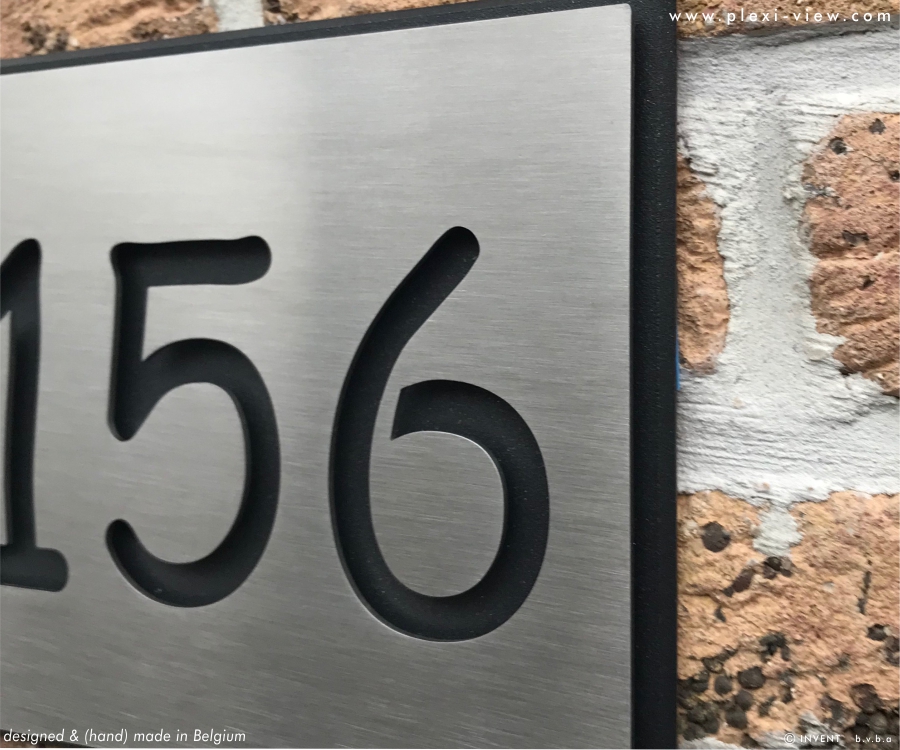 www.plexi-view.com
156
designed & (hand) made in Belgium
© INVENT b.v.b.a